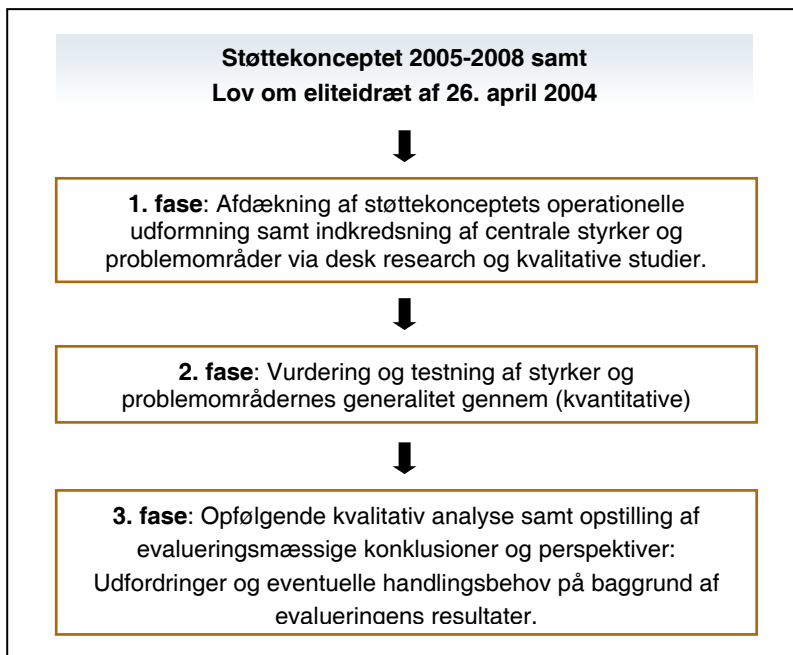 Støttekonceptet 2005-2008 samt
Lov om eliteidræt af 26. april 2004
1. fase: Afdækning af støttekonceptets operationelle
udformning samt indkredsning af centrale styrker og
problemområder via desk research og kvalitative studier.
2. fase: Vurdering og testning af styrker og
problemområdernes generalitet gennem (kvantitative)
3. fase: Opfølgende kvalitativ analyse samt opstilling af
evalueringsmæssige konklusioner og perspektiver:
Udfordringer og eventuelle handlingsbehov på baggrund af
evalueringens resultater.